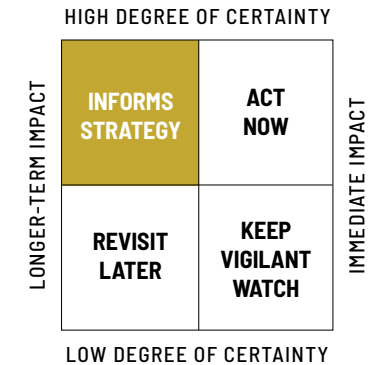 HIGH DEGREE OF CERTAINTY
LONGER-TERM IMPACT
INFORMS
STRATEGY
ACT
NOW
IMMEDIATE IMPACT
REVISIT
LATER
KEEP
VIGILANT
WATCH
LOW DEGREE OF CERTAINTY